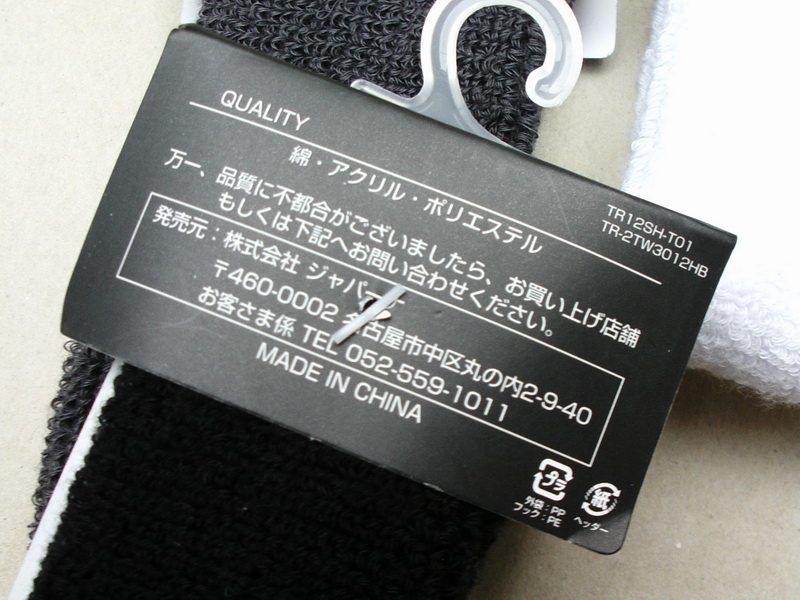 QUALITY
綿・アクリル・ポリエステル
TR12SH-T01
TR-2TW3012HB
万一、品質に不都合がございましたら、お買い上げ店舗
もしくは下記へお問い合わせください。
発売元：株式会社 ジャパ
〒460-0002 名古屋市中区丸の内2-9-40
お客さま係 TEL 052-559-1011
MADE IN CHINA
プラ
外袋：PP
フック：PE
紙
ヘッダー